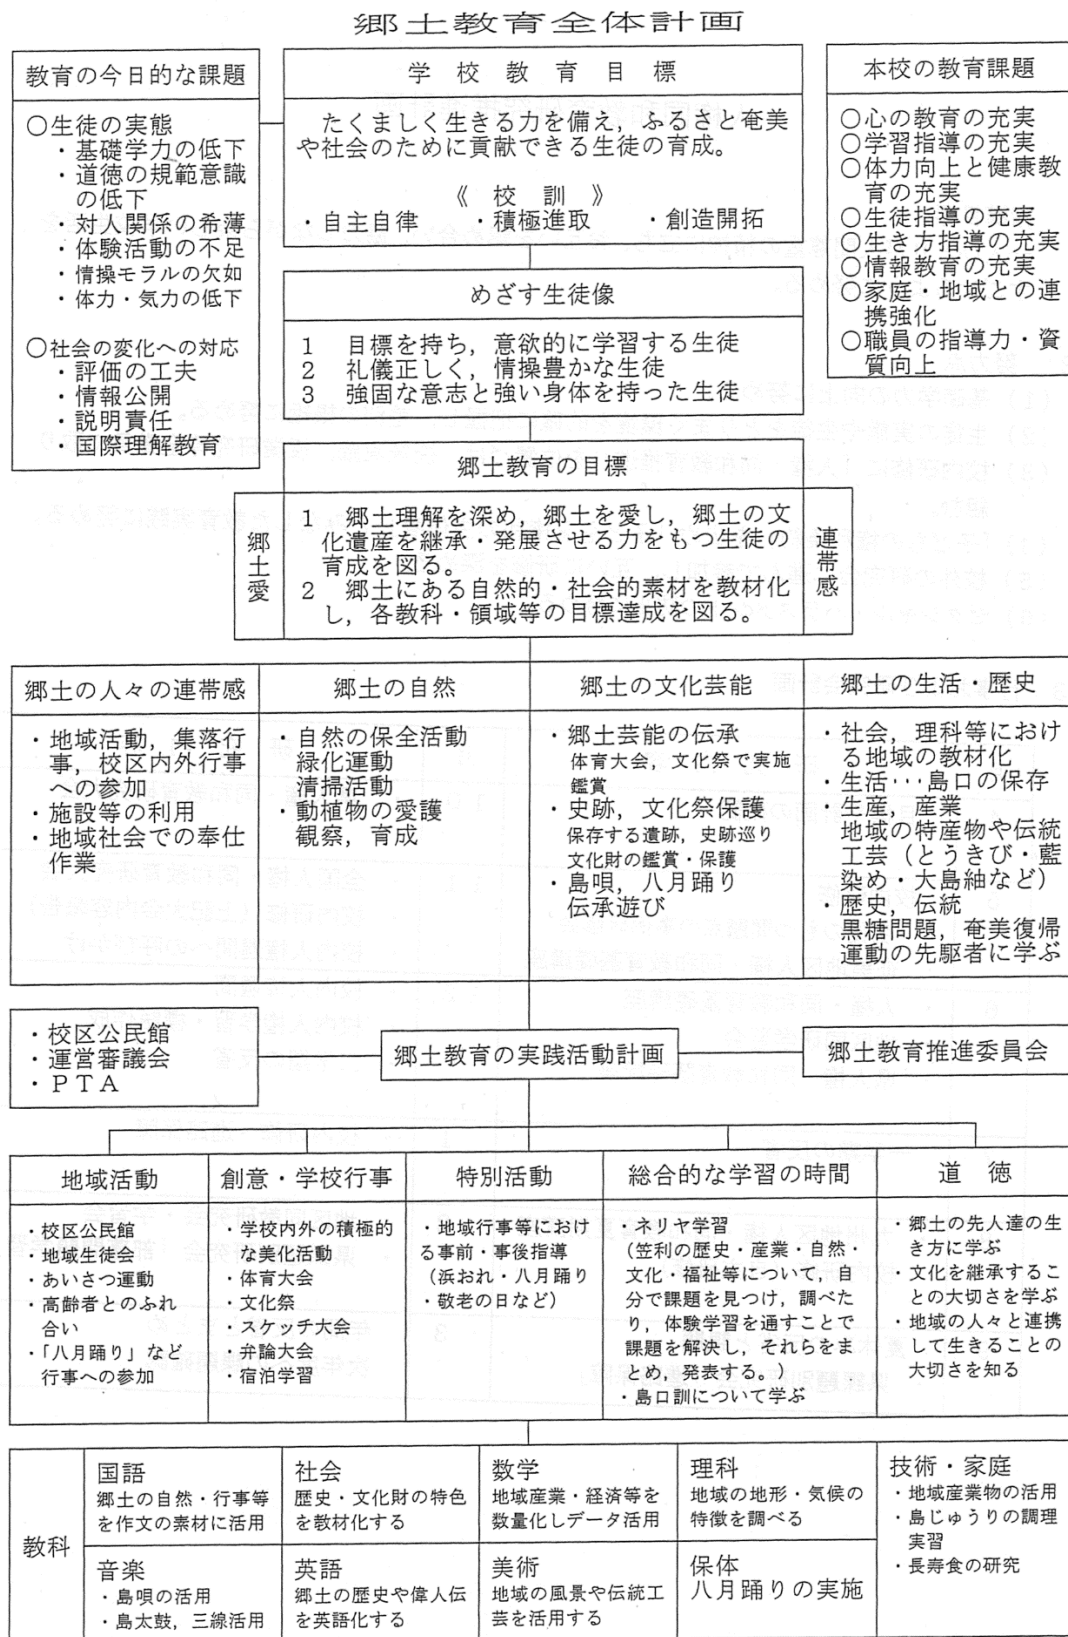 郷土教育全体計画
教育の今日的な課題
○生徒の実態
・基礎学力の低下
・道徳の規範意識
の低下
・対人関係の希薄
・体験活動の不足
・情操モラルの欠如
・体力・気力の低下
○社会の変化への対応
・評価の工夫
・情報公開
・説明責任
・国際理解教育
学校教育目標
たくましく生きる力を備え，ふるさと奄美
や社会のために貢献できる生徒の育成。
《校訓》
・自主自律 ・積極進取 ・創造開拓
本校の教育課題
○心の教育の充実
○学習指導の充実
○体力向上と健康教
育の充実
○生徒指導の充実
○生き方指導の充実
○情報教育の充実
○家庭・地域との連
携強化
○職員の指導力・資
質向上
めざす生徒像
1 目標を持ち，意欲的に学習する生徒
2 礼儀正しく，情操豊かな生徒
3 強固な意志と強い身体を持った生徒
郷土教育の目標
郷土愛
1 郷土理解を深め，郷土を愛し，郷土の文
化遺産を継承・発展させる力をもつ生徒の
育成を図る。
2 郷土にある自然的・社会的素材を教材化
し，各教科・領域等の目標達成を図る。
連帯感
郷土の人々の連帯感
・地域活動，集落行
事，校区内外行事
への参加
・施設等の利用
・地域社会での奉仕
作業
郷土の自然
・自然の保全活動
緑化運動
清掃活動
・動植物の愛護
観察，育成
郷土の文化芸能
・郷土芸能の伝承
体育大会，文化祭で実施
鑑賞
・史跡，文化祭保護
保存する遺跡，史跡巡り
文化財の鑑賞・保護
・島唄，八月踊り
伝承遊び
郷土の生活・歴史
・社会，理科等におけ
る地域の教材化
・生活…島口の保存
・生産，産業
地域の特産物や伝統
工芸（とうきび・藍
染め・大島紬など）
・歴史，伝統
黒糖問題，奄美復帰
運動の先駆者に学ぶ
・校区公民館
・運営審議会
・ＰＴＡ
郷土教育の実践活動計画
郷土教育推進委員会
地域活動
・校区公民館
・地域生徒会
・あいさつ運動
・高齢者とのふれ
合い
・「八月踊り」など
行事への参加
創意・学校行事
・学校内外の積極的
な美化活動
・体育大会
・文化祭
・スケッチ大会
・弁論大会
・宿泊学習
特別活動
・地域行事等におけ
る事前・事後指導
（浜おれ・八月踊り
・敬老の日など）
総合的な学習の時間
・ネリヤ学習
（笠利の歴史・産業・自然・
文化・福祉等について，自
分で課題を見つけ，調べた
り，体験学習を通すことで
課題を解決し，それらをま
とめ，発表する。）
・島口訓について学ぶ
道徳
・郷土の先人達の生
き方に学ぶ
・文化を継承するこ
との大切さを学ぶ
・地域の人々と連携
して生きることの
大切さを知る
教科
国語
郷土の自然・行事等
を作文の素材に活用
社会
歴史・文化財の特色
を教材化する
数学
地域産業・経済等を
数量化しデータ活用
理科
地域の地形・気候の
特徴を調べる
技術・家庭
・地域産業物の活用
・島じゅうりの調理
実習
・長寿食の研究
音楽
・島唄の活用
・島太鼓，三線活用
英語
郷土の歴史や偉人伝
を英語化する
美術
地域の風景や伝統工
芸を活用する
保体
八月踊りの実施